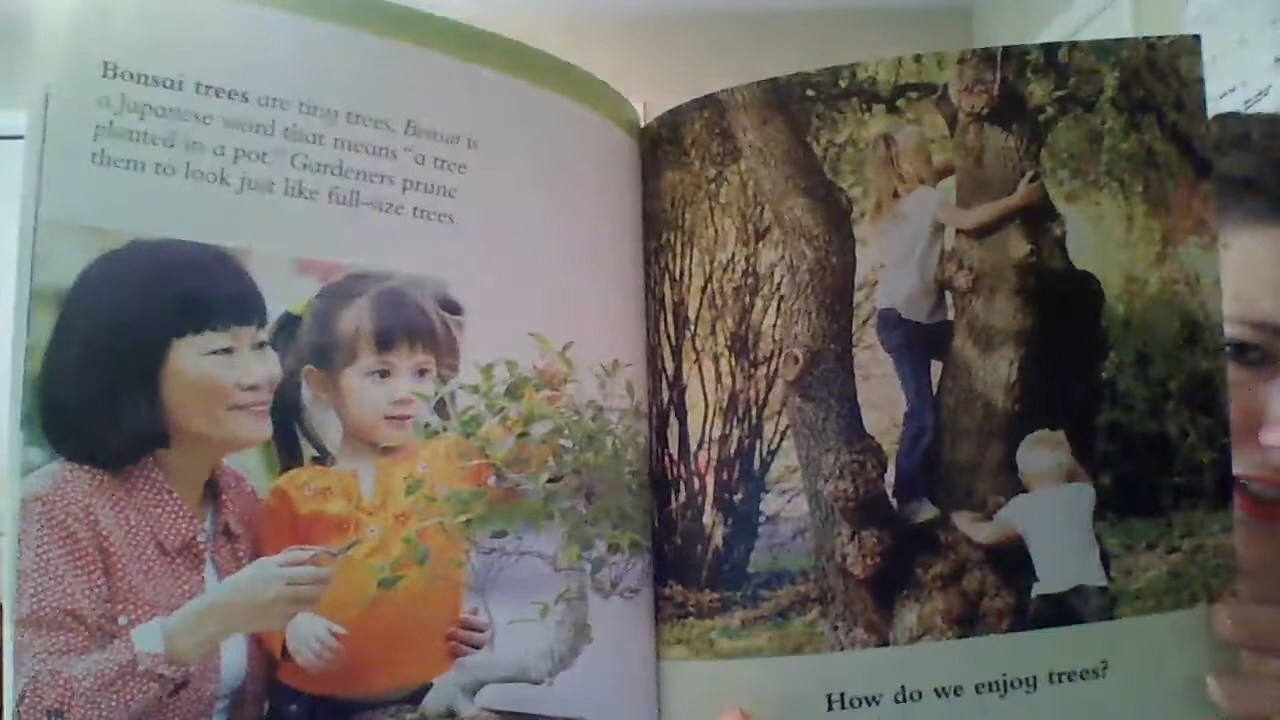 Bonsai trees are tiny trees. Bonsai is
a Japanese word that means "a tree
planted in a pot." Gardeners prune
them to look just like full-size trees.
How do we enjoy trees?